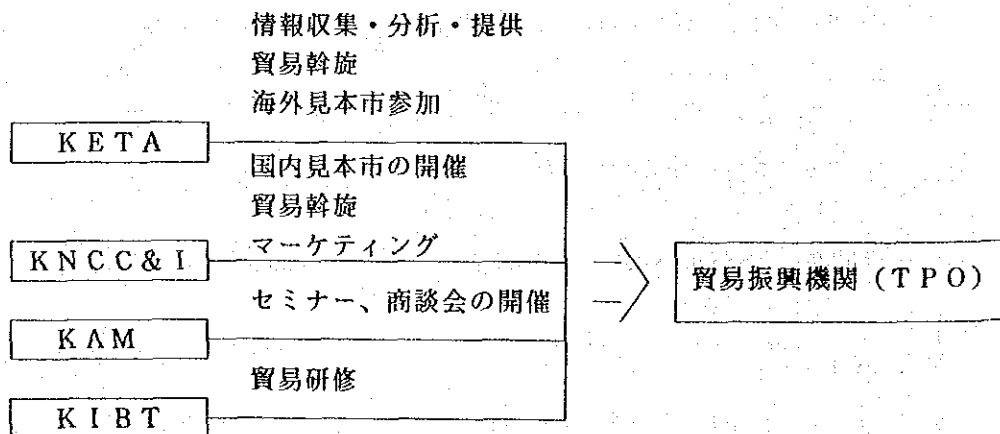 情報収集・分析・提供
貿易斡旋
海外見本市参加
KETA
国内見本市の開催
貿易斡旋
マーケティング
KNCC&I
貿易振興機関(TPO)
セミナー、商談会の開催
KAM
貿易研修
KIBT